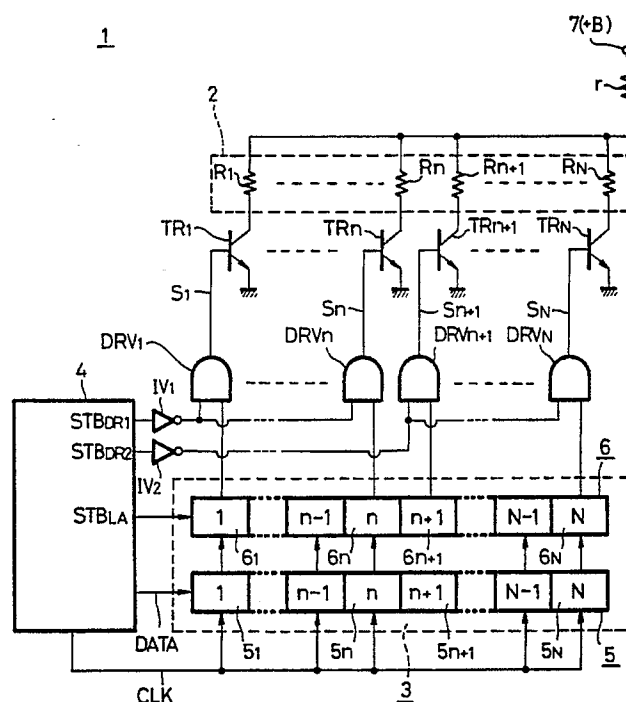 1
7(+B)
r
2
R1 Rn Rn+1 RN
TR1 TRn TRn+1 TRN
S1 Sn Sn+1 SN
DRV1 DRVn DRVn+1 DRVN
4
IV1
STBDR1
STBDR2
IV2
6
STBLA
1 n-1 n n+1 N-1 N
61 6n 6n+1 6N
1 n-1 n n+1 N-1 N
DATA 51 5n 5n+1 5N 5
CLK 3